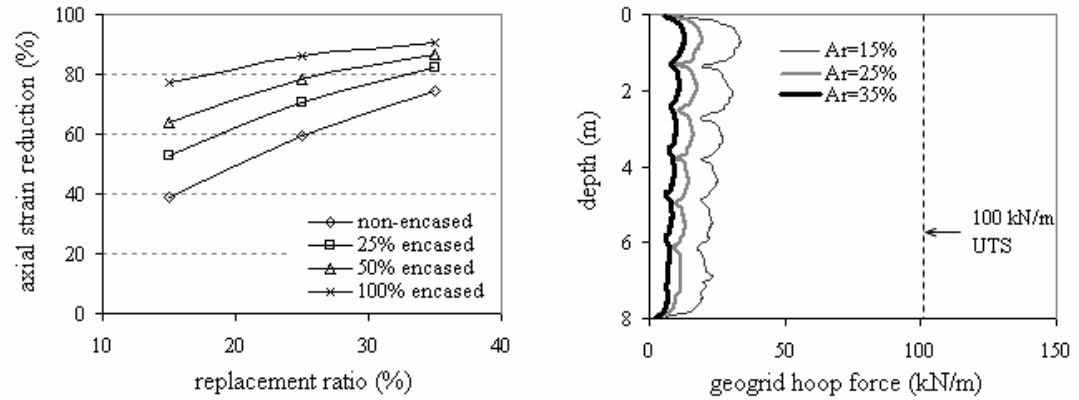 axial strain reduction (%)
100
80
60
40
20
0
10
20
30
40
replacement ratio (%)
non-encased
25% encased
50% encased
100% encased
depth (m)
0
2
4
6
8
0
50
100
150
geogrid hoop force (kN/m)
Ar=15%
Ar=25%
Ar=35%
100 kN/m
UTS